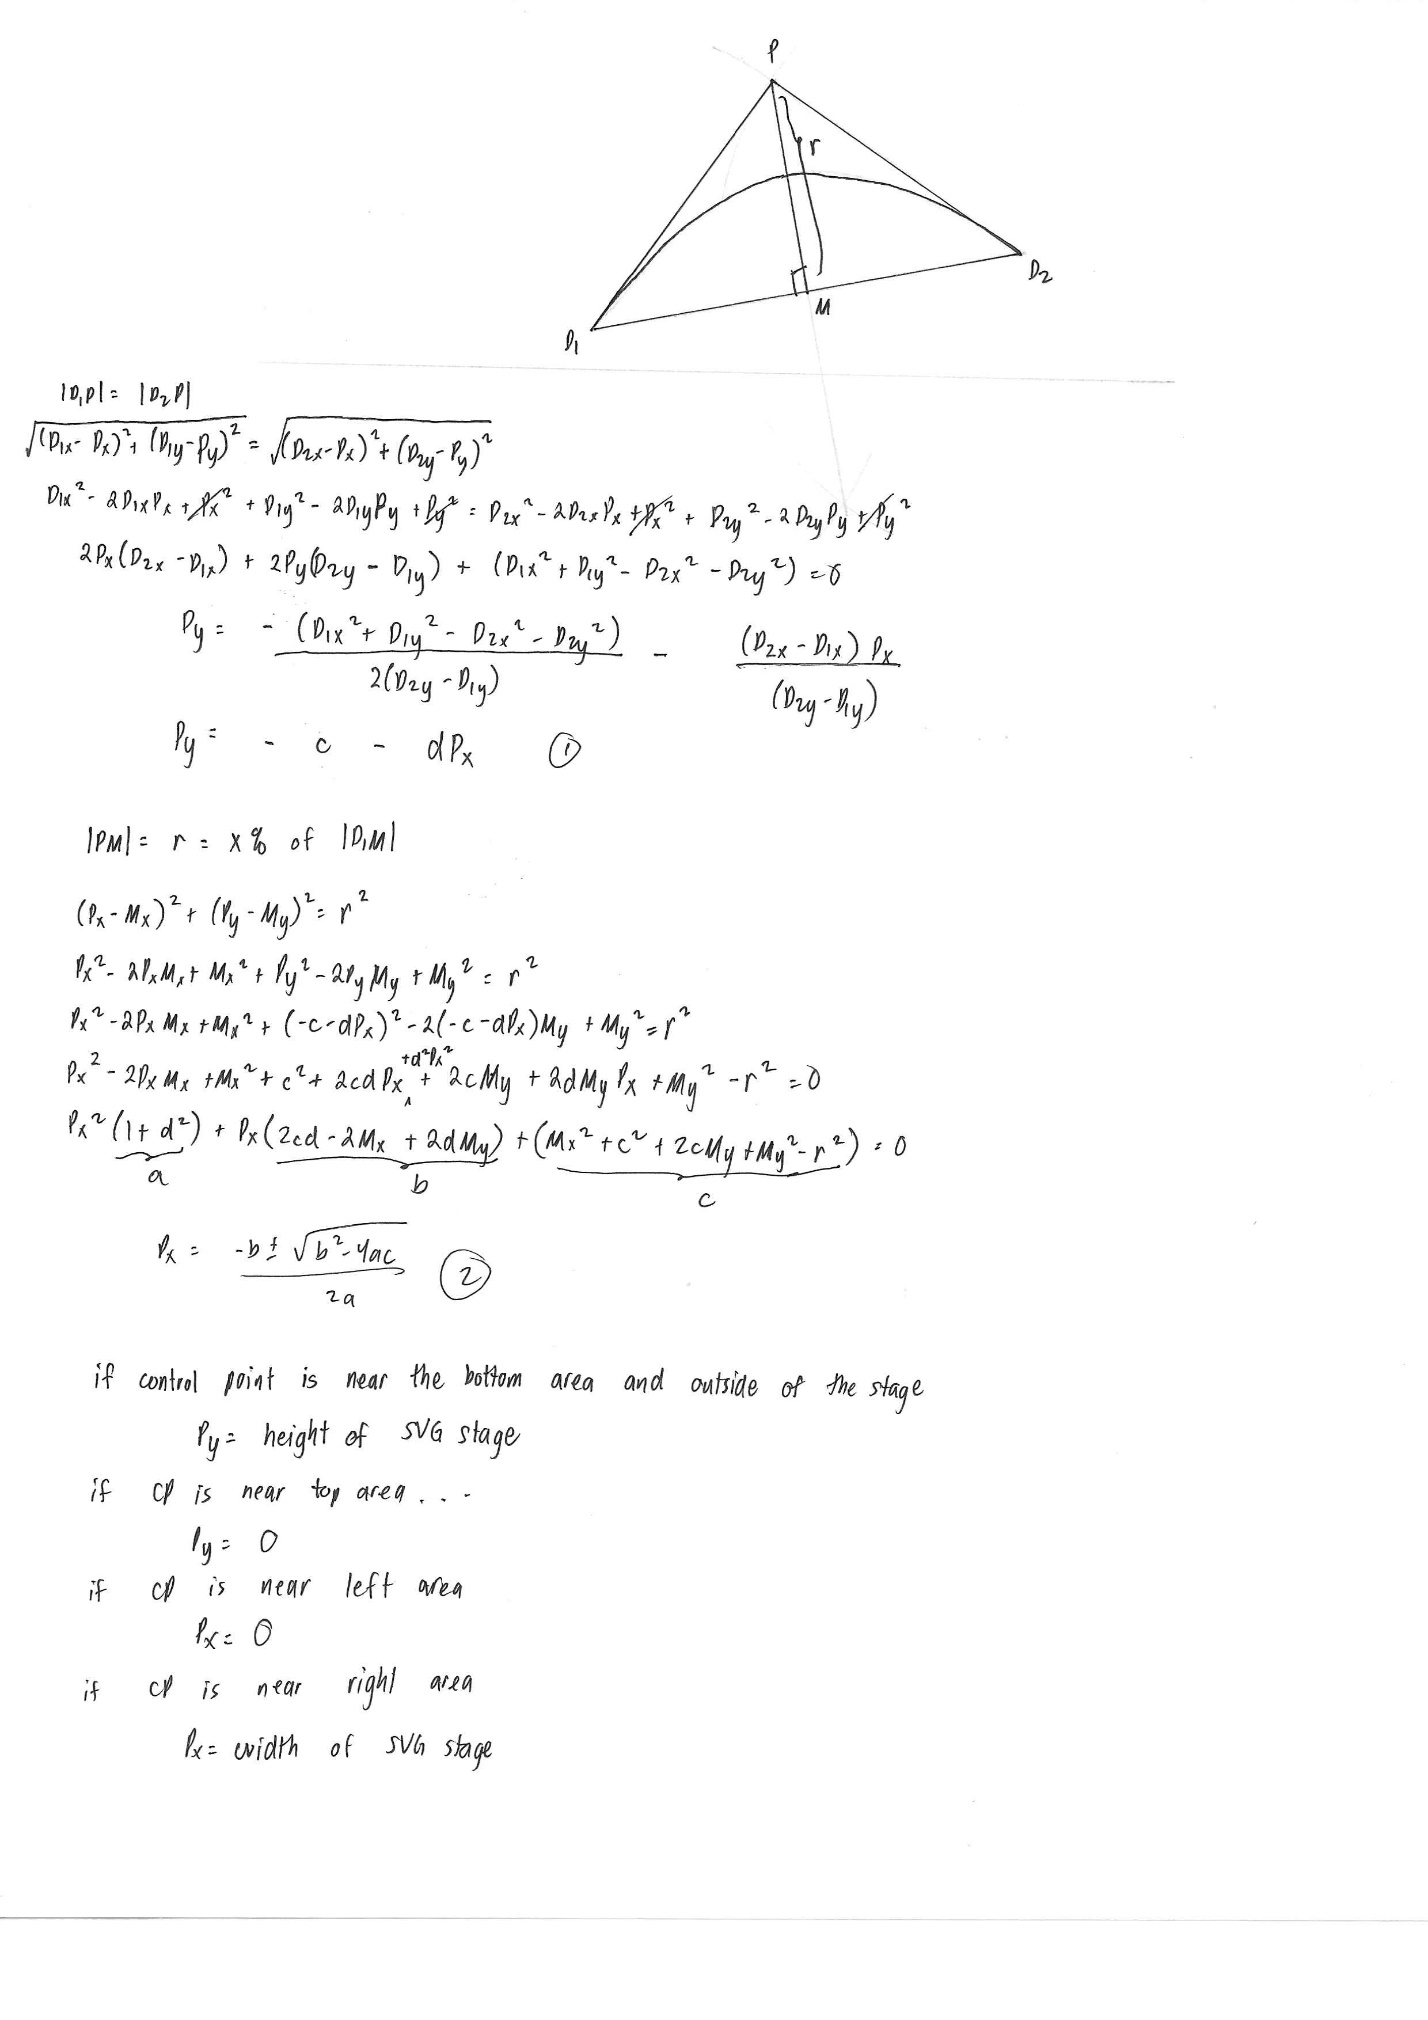 P
r
D₂
M
D₁
|D₁P| = |D₂P|
√((D₁x - Px)² + (D₁y - Py)²) = √((D₂x - Px)² + (D₂y - Py)²)
D₁x² - 2D₁xPx + Px² + D₁y² - 2D₁yPy + Py² = D₂x² - 2D₂xPx + Px² + D₂y² - 2D₂yPy + Py²
2Px(D₂x - D₁x) + 2Py(D₂y - D₁y) + (D₁x² + D₁y² - D₂x² - D₂y²) = 0
Py = - (D₁x² + D₁y² - D₂x² - D₂y²) / 2(D₂y - D₁y) - (D₂x - D₁x) Px / (D₂y - D₁y)
Py = - c - dPx ①
|PM| = r = x % of |D₁M|
(Px - Mx)² + (Py - My)² = r²
Px² - 2PxMx + Mx² + Py² - 2PyMy + My² = r²
Px² - 2PxMx + Mx² + (-c-dPx)² - 2(-c-dPx)My + My² = r²
Px² - 2PxMx + Mx² + c² + 2cdPx + d²Px² + 2cMy + 2dMyPx + My² - r² = 0
Px²(1 + d²) + Px(2cd - 2Mx + 2dMy) + (Mx² + c² + 2cMy + My² - r²) = 0
a b c
Px = -b ± √(b² - 4ac) / 2a ②
if control point is near the bottom area and outside of the stage
Py = height of SVG stage
if CP is near top area . . .
Py = 0
if CP is near left area
Px = 0
if CP is near right area
Px = width of SVG stage